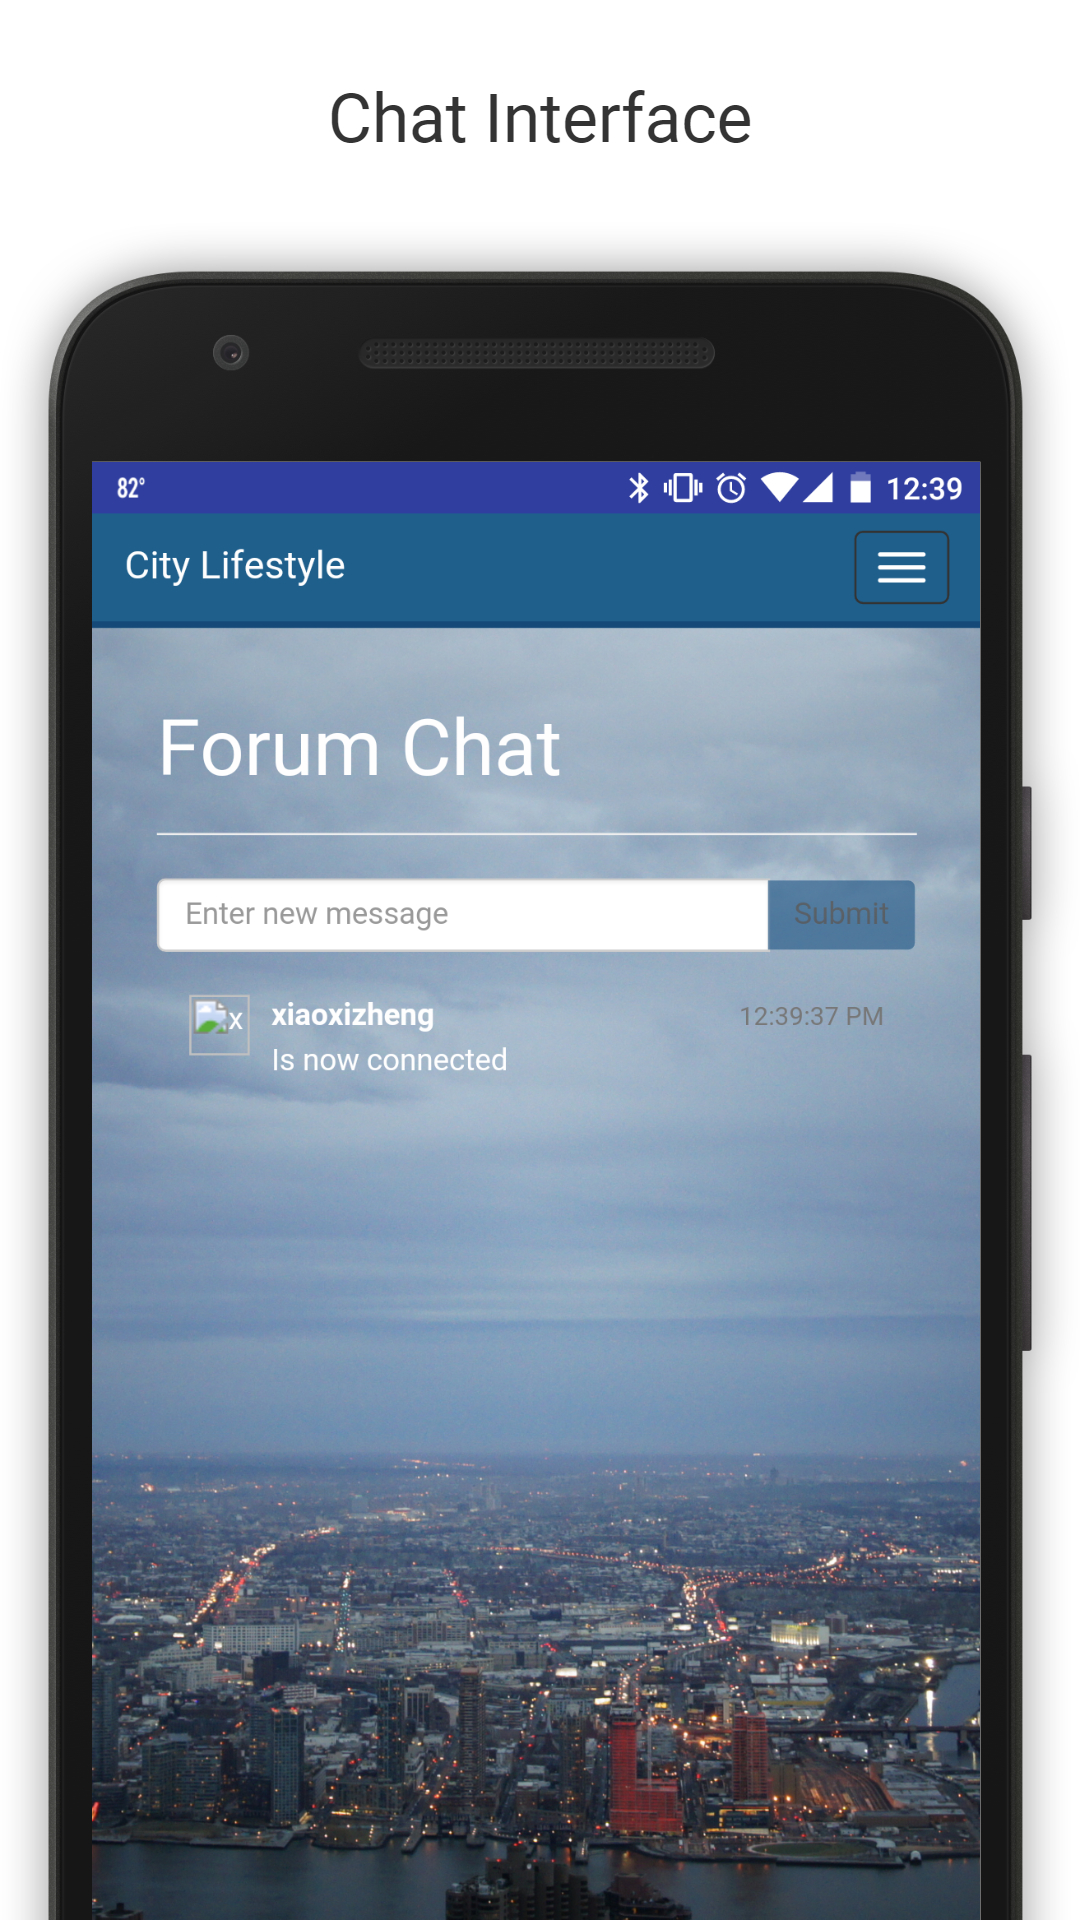 Chat Interface
82°
12:39
City Lifestyle
Forum Chat
Enter new message
Submit
x
xiaoxizheng
12:39:37 PM
Is now connected